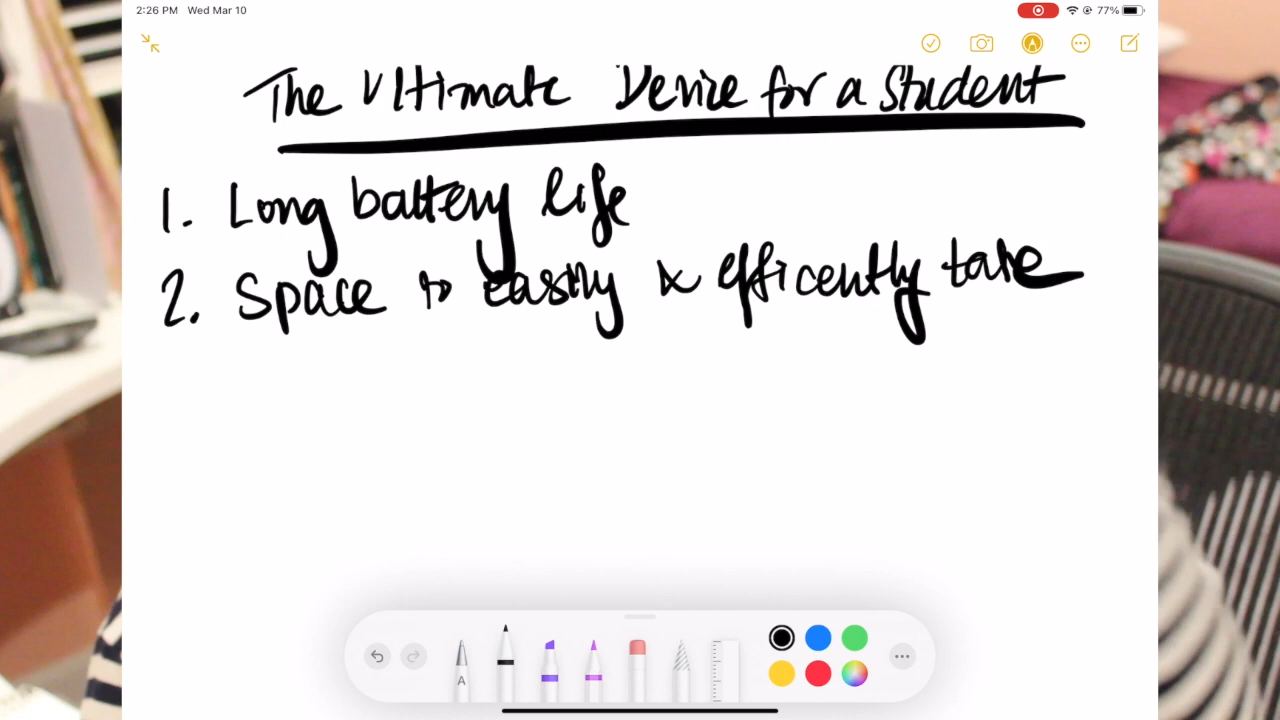 2:26 PM Wed Mar 10
77%
The Ultimate Device for a Student
1. Long battery life
2. Space to easily & efficently take
A